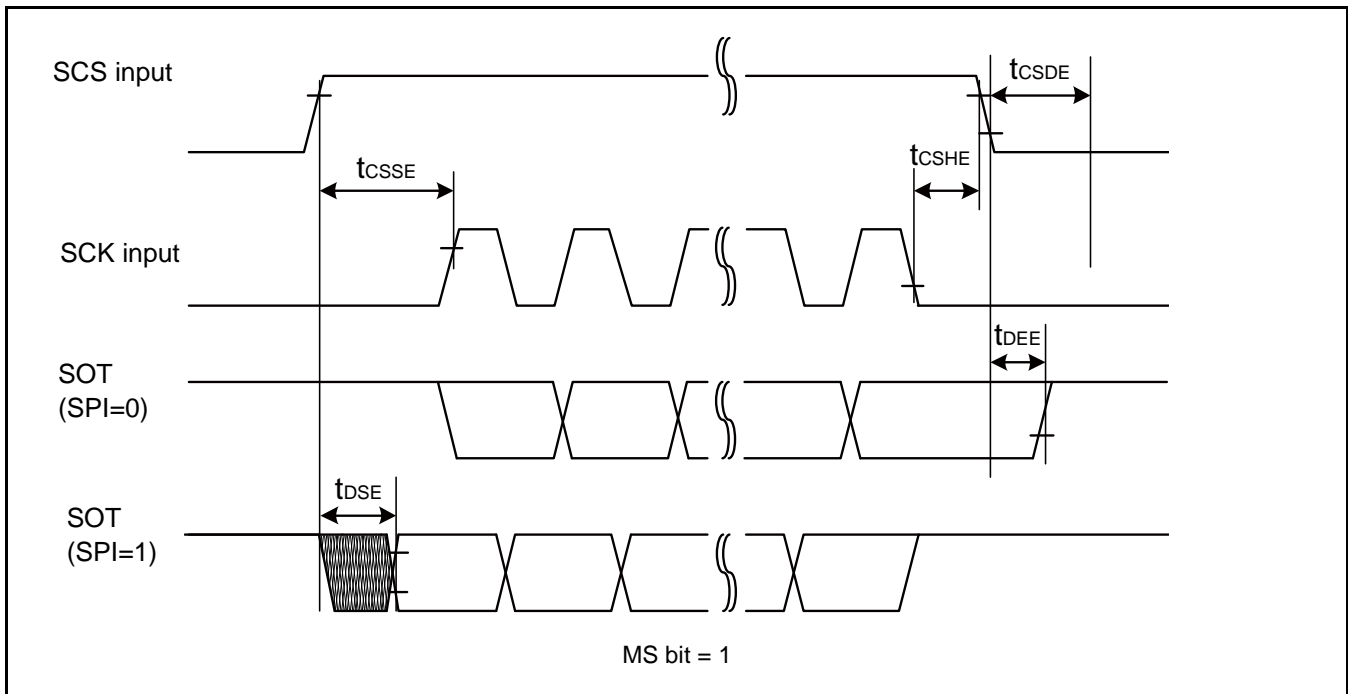 SCS input
tCSDE
tCSHE
tCSSE
SCK input
tDEE
SOT
(SPI=0)
tDSE
SOT
(SPI=1)
MS bit = 1